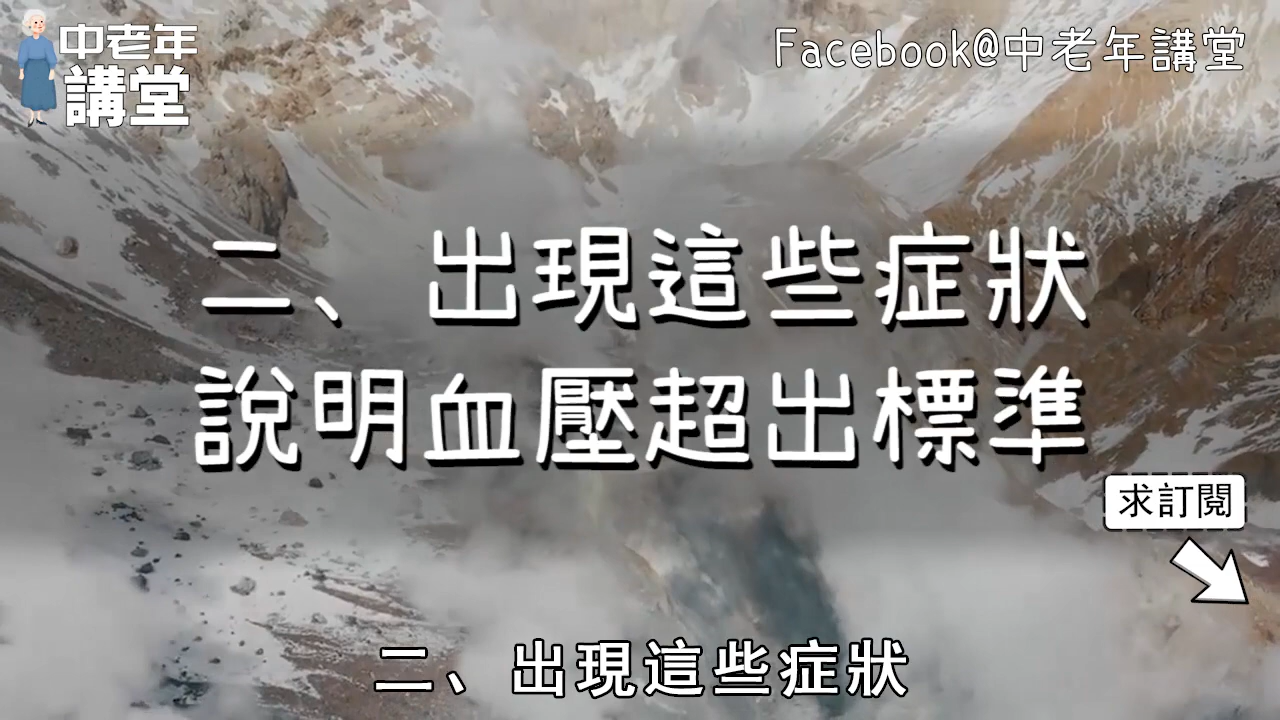 中老年
講堂
Facebook@中老年講堂
二、出現這些症狀
說明血壓超出標準
求訂閱
二、出現這些症狀